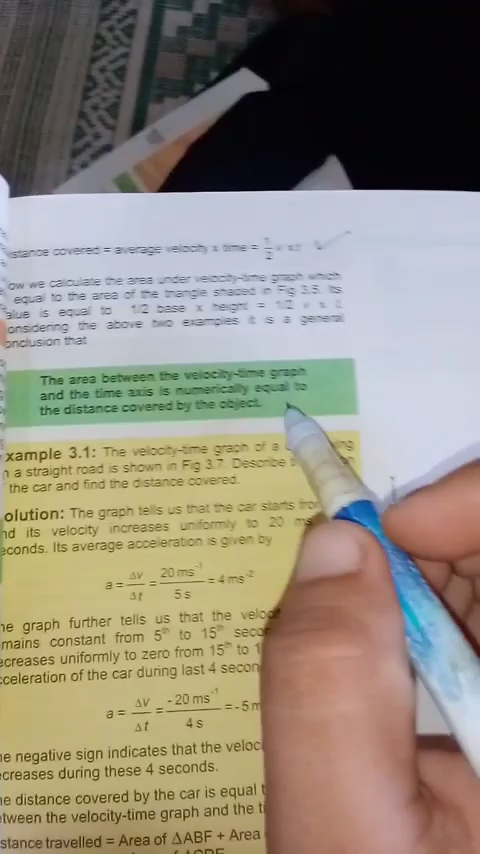 stance covered = average velocity x time = 1/2 v x t
ow we calculate the area under velocity-time graph which
equal to the area of the triangle shaded in Fig 3.5. Its
alue is equal to 1/2 base x height = 1/2 v x t.
onsidering the above two examples it is a general
onclusion that
The area between the velocity-time graph
and the time axis is numerically equal to
the distance covered by the object.
xample 3.1: The velocity-time graph of a
a straight road is shown in Fig 3.7. Describe
the car and find the distance covered.
olution: The graph tells us that the car starts
nd its velocity increases uniformly to 20 ms
econds. Its average acceleration is given by
a = Δv/Δt = 20 ms⁻¹/5 s = 4 ms⁻²
he graph further tells us that the
mains constant from 5th to 15th
ecreases uniformly to zero from 15th to
cceleration of the car during last 4
a = Δv/Δt = -20 ms⁻¹/4 s = -5
he negative sign indicates that the
ecreases during these 4 seconds.
he distance covered by the car is equal
tween the velocity-time graph and the
stance travelled = Area of ΔABF + Area